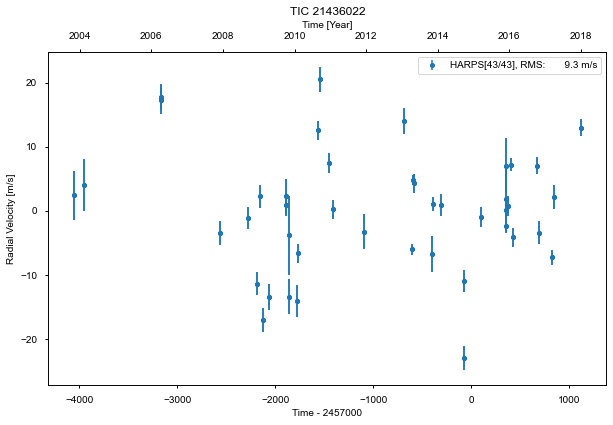 TIC 21436022
Time [Year]
2004 2006 2008 2010 2012 2014 2016 2018
HARPS[43/43], RMS: 9.3 m/s
20
10
0
−10
−20
Radial Velocity [m/s]
−4000 −3000 −2000 −1000 0 1000
Time - 2457000